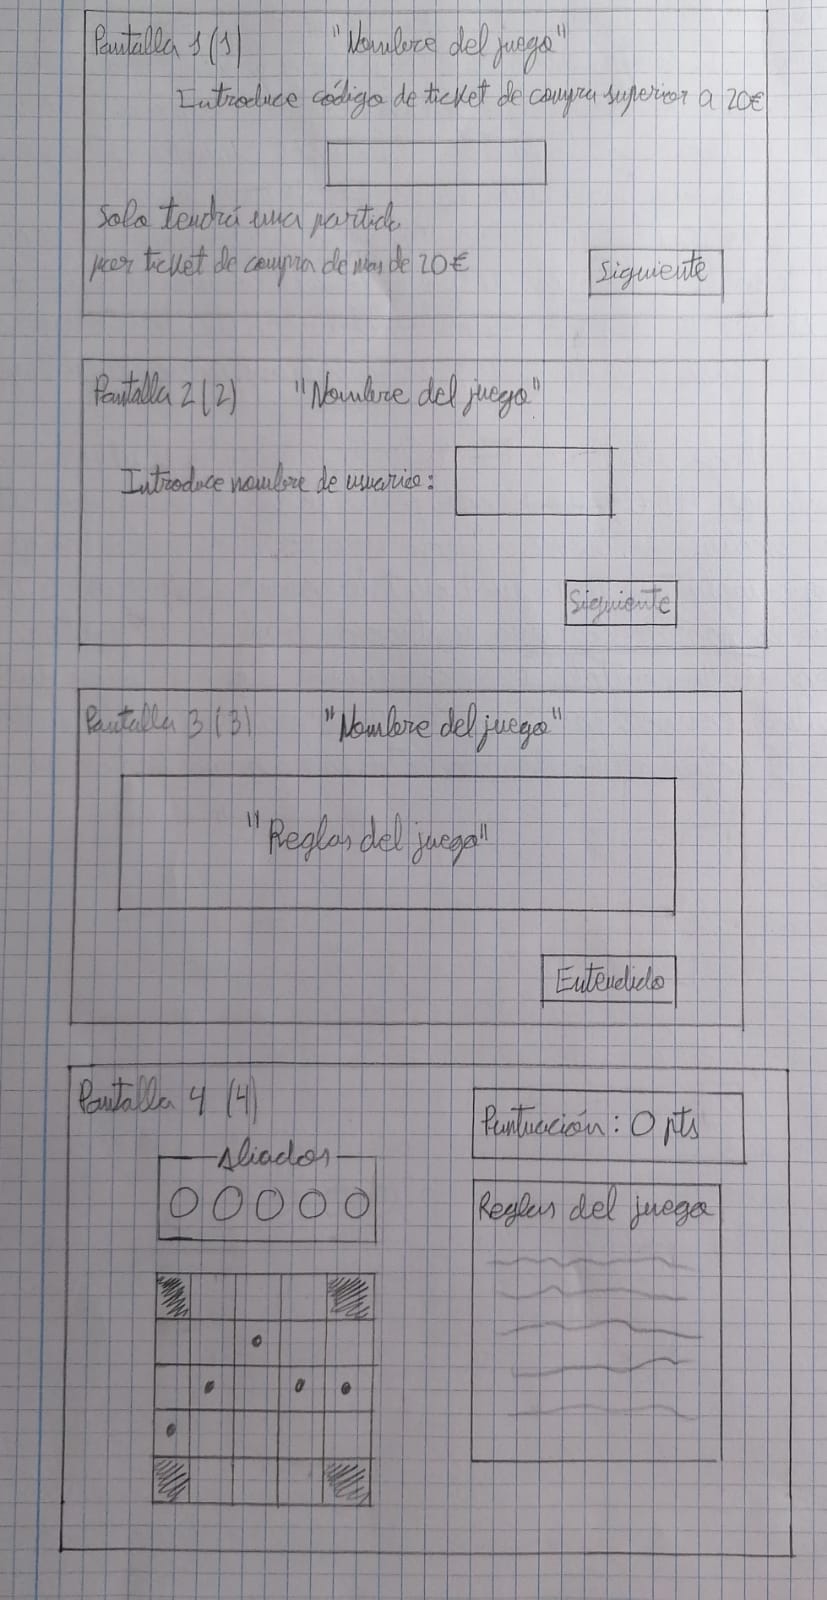 Pantalla 1 (1) "Nombre del juego"
Introduce código de ticket de compra superior a 20€
Solo tendrá una partida
por ticket de compra de mas de 20€
Siguiente
Pantalla 2 (2) "Nombre del juego"
Introduce nombre de usuario:
Siguiente
Pantalla 3 (3) "Nombre del juego"
"Reglas del juego"
Entendido
Pantalla 4 (4)
Puntuación: 0 pts
Aliados
Reglas del juego